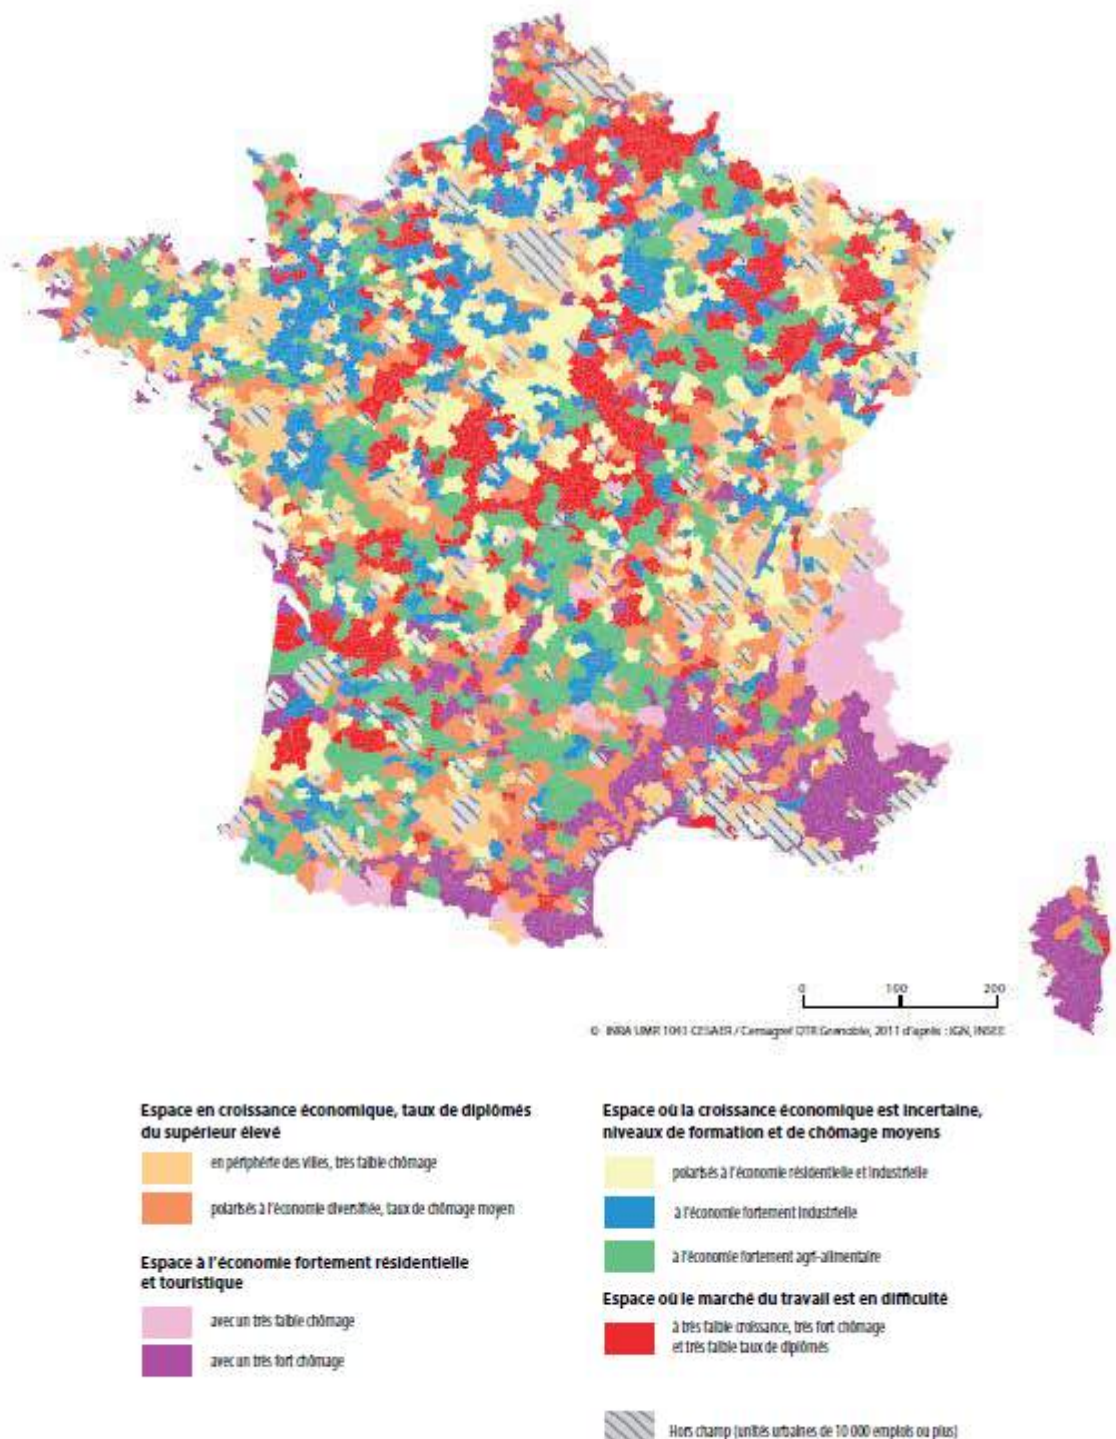 0 100 200
© INRA UMR 1041 CESAER / Cemagref DTR Grenoble, 2011 d'après : IGN, INSEE
Espace en croissance économique, taux de diplômés
du supérieur élevé
en périphérie des villes, très faible chômage
polarisés à l'économie diversifiée, taux de chômage moyen
Espace à l'économie fortement résidentielle
et touristique
avec un très faible chômage
avec un très fort chômage
Espace où la croissance économique est incertaine,
niveaux de formation et de chômage moyens
polarisés à l'économie résidentielle et industrielle
à l'économie fortement industrielle
à l'économie fortement agri-alimentaire
Espace où le marché du travail est en difficulté
à très faible croissance, très fort chômage
et très faible taux de diplômés
Hors champ (unités urbaines de 10 000 emplois ou plus)